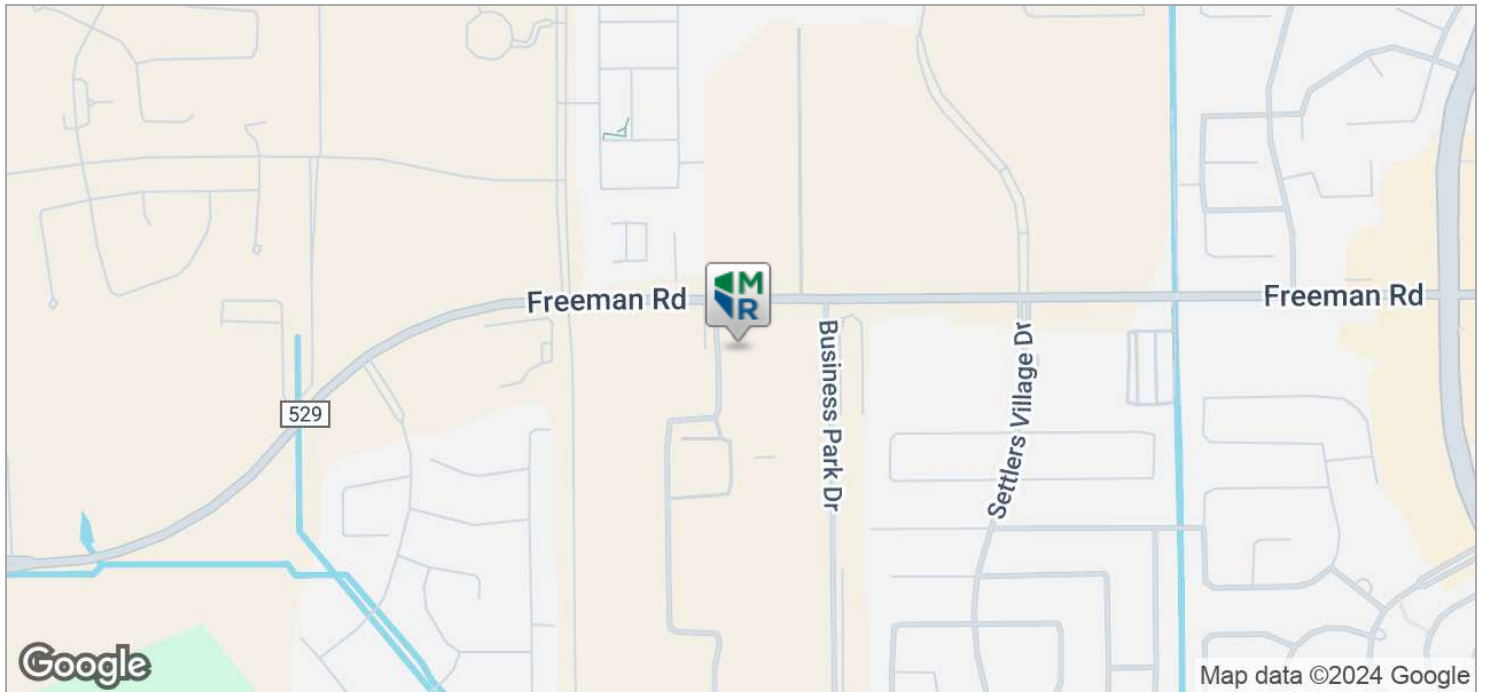 Freeman Rd
Freeman Rd
M
R
Business Park Dr
Settlers Village Dr
529
Google
Map data ©2024 Google